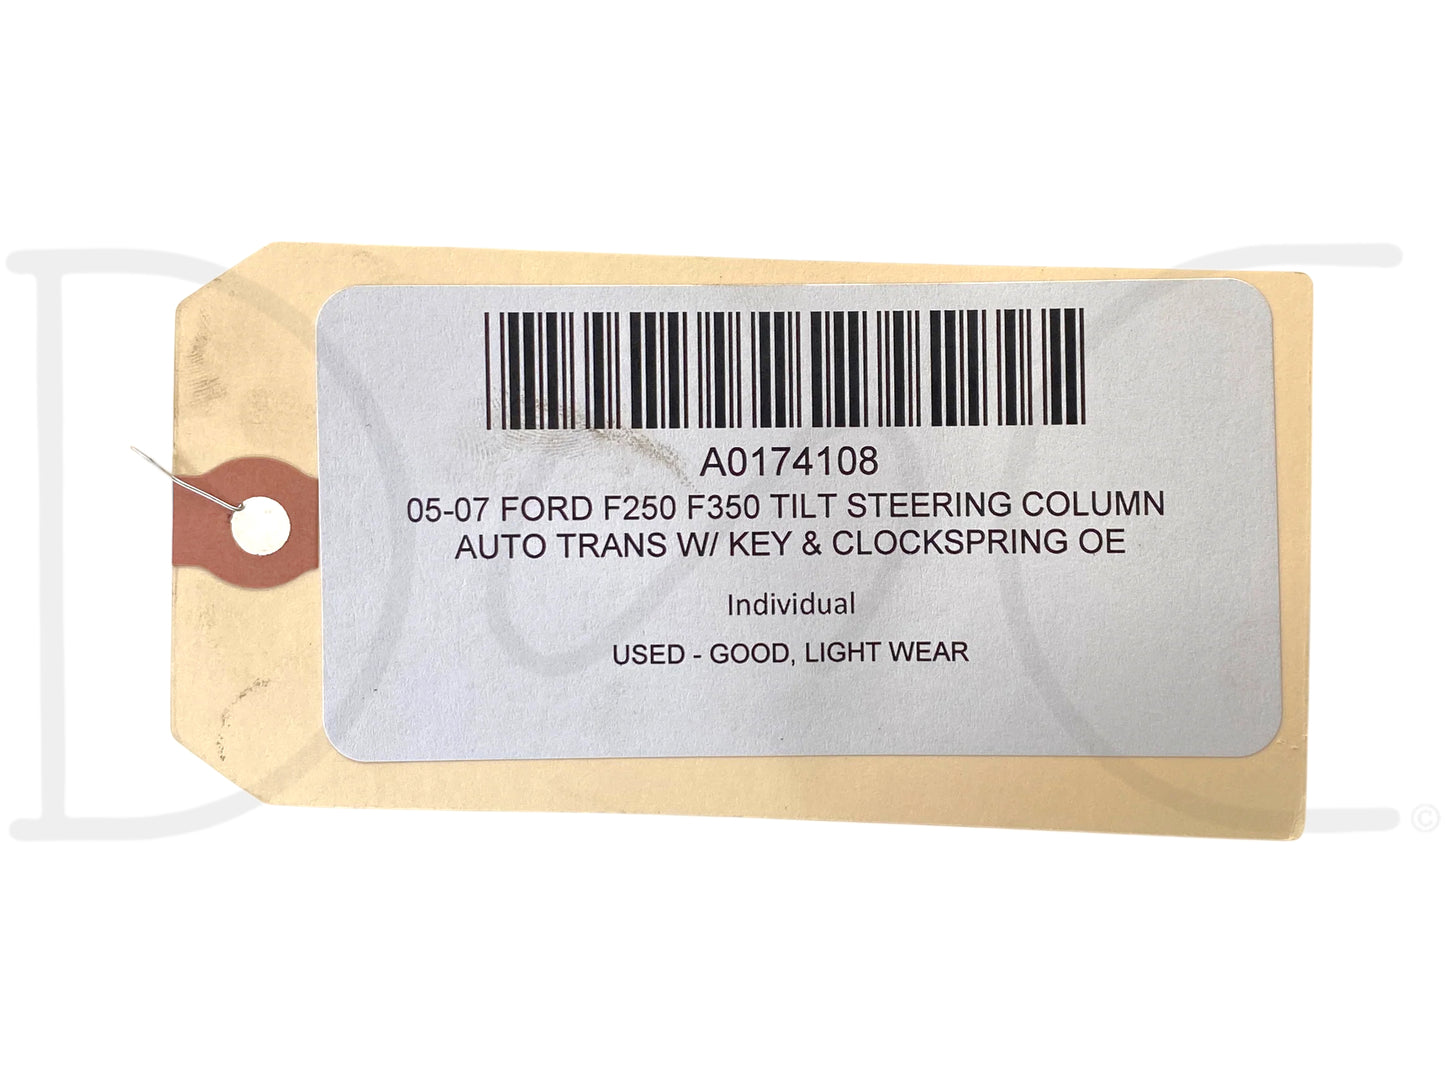 A0174108
05-07 FORD F250 F350 TILT STEERING COLUMN
AUTO TRANS W/ KEY & CLOCKSPRING OE
Individual
USED - GOOD, LIGHT WEAR
©